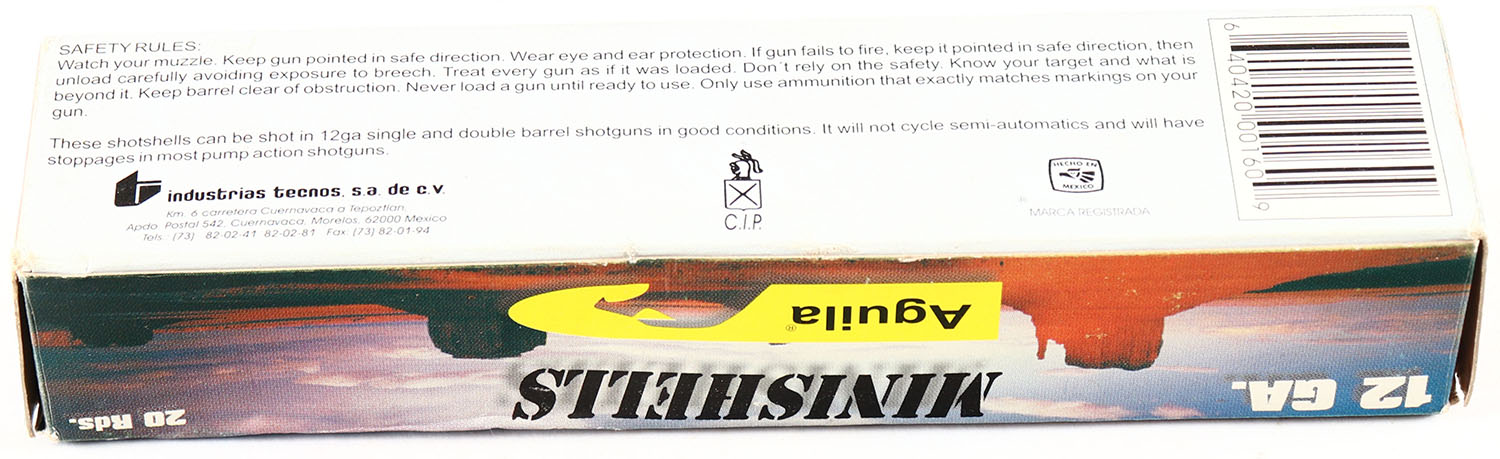 SAFETY RULES:
Watch your muzzle. Keep gun pointed in safe direction. Wear eye and ear protection. If gun fails to fire, keep it pointed in safe direction, then
unload carefully avoiding exposure to breech. Treat every gun as if it was loaded. Don´t rely on the safety. Know your target and what is
beyond it. Keep barrel clear of obstruction. Never load a gun until ready to use. Only use ammunition that exactly matches markings on your
gun.
These shotshells can be shot in 12ga single and double barrel shotguns in good conditions. It will not cycle semi-automatics and will have
stoppages in most pump action shotguns.
industrias tecnos, s.a. de c.v.
Km. 6 carretera Cuernavaca a Tepoztlan.
Apdo. Postal 542, Cuernavaca, Morelos, 62000 Mexico
Tels.: (73) 82-02-41 82-02-81 Fax: (73) 82-01-94
C.I.P.
HECHO EN
MEXICO
®
MARCA REGISTRADA
6 40420 00160 9
Aguila®
MINISHELLS
12 GA.
20 Rds.